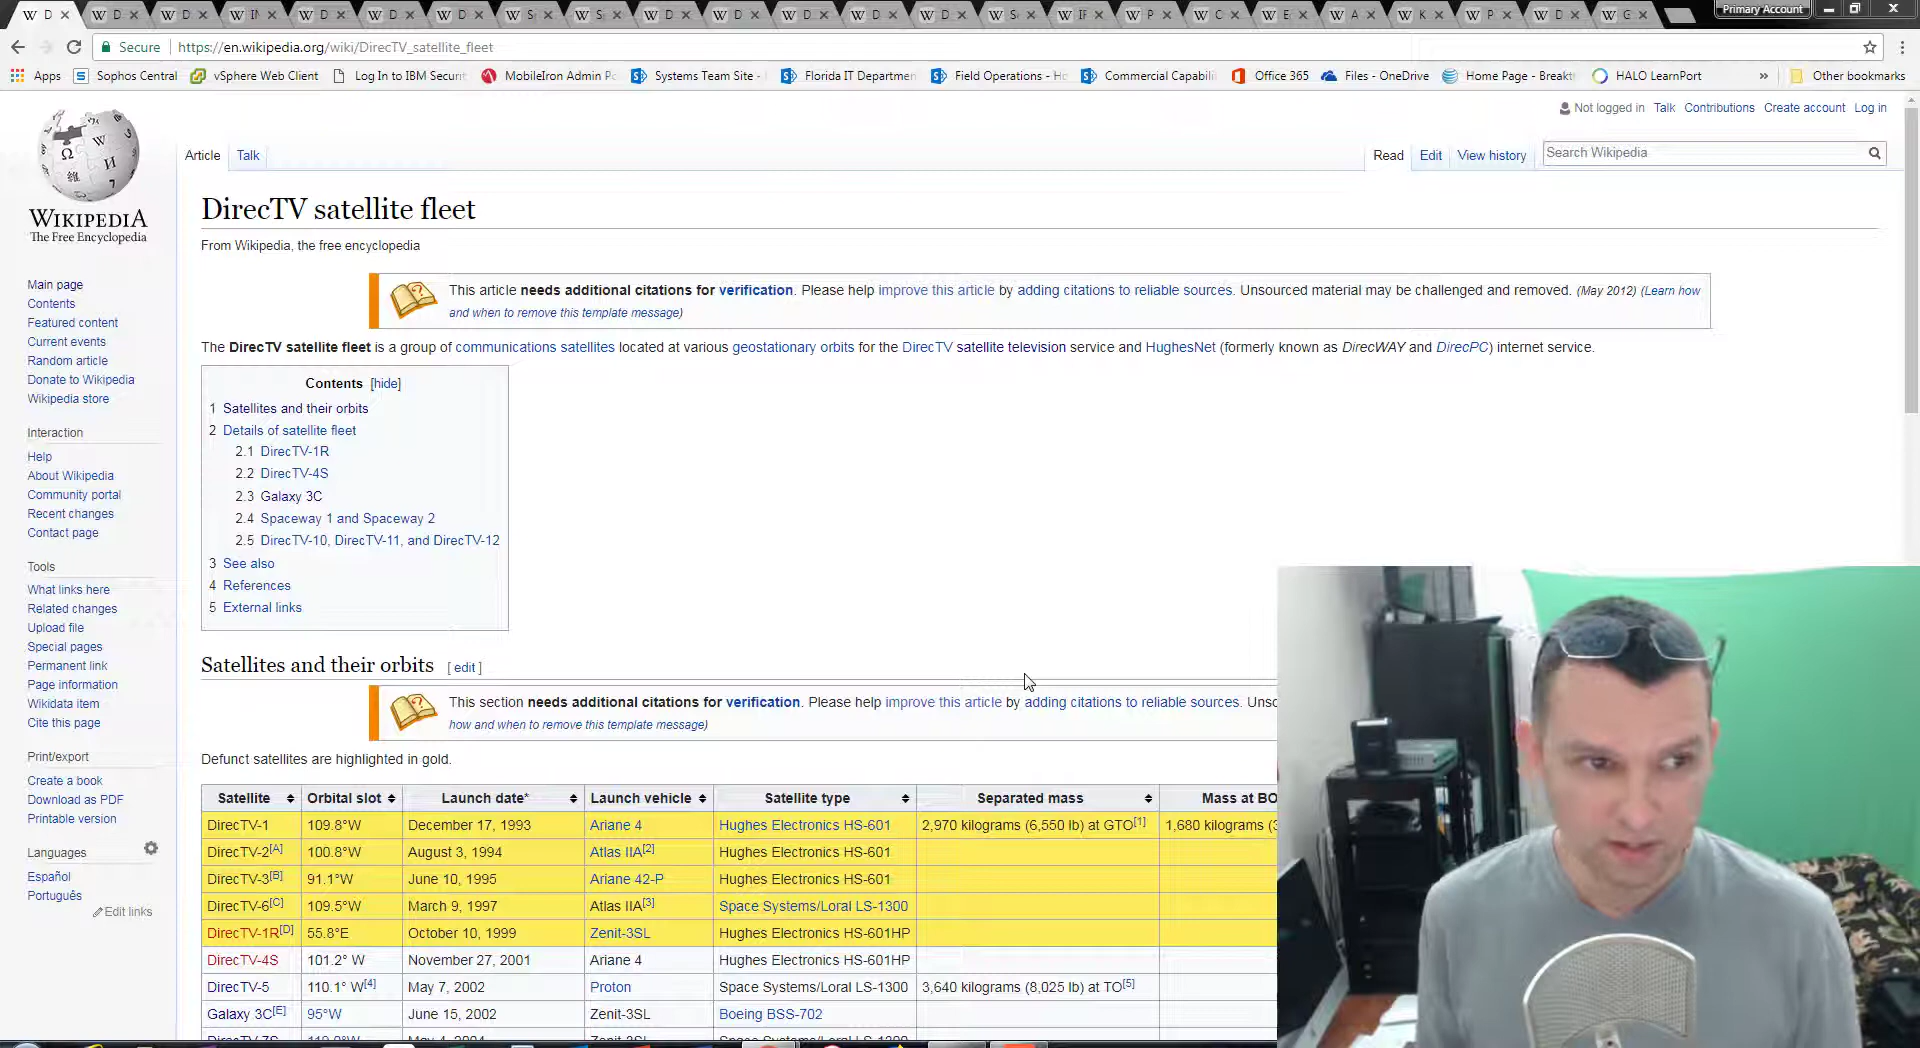 Primary Account
Secure https://en.wikipedia.org/wiki/DirecTV_satellite_fleet
Apps Sophos Central vSphere Web Client Log In to IBM Securit MobileIron Admin Po Systems Team Site - Florida IT Departmen Field Operations - Ho Commercial Capabili Office 365 Files - OneDrive Home Page - Breakt HALO LearnPort » Other bookmarks
Not logged in Talk Contributions Create account Log in
Article Talk Read Edit View history Search Wikipedia
WIKIPEDIA
The Free Encyclopedia
Main page
Contents
Featured content
Current events
Random article
Donate to Wikipedia
Wikipedia store
Interaction
Help
About Wikipedia
Community portal
Recent changes
Contact page
Tools
What links here
Related changes
Upload file
Special pages
Permanent link
Page information
Wikidata item
Cite this page
Print/export
Create a book
Download as PDF
Printable version
Languages
Español
Português
Edit links
DirecTV satellite fleet
From Wikipedia, the free encyclopedia
This article needs additional citations for verification. Please help improve this article by adding citations to reliable sources. Unsourced material may be challenged and removed. (May 2012) (Learn how
and when to remove this template message)
The DirecTV satellite fleet is a group of communications satellites located at various geostationary orbits for the DirecTV satellite television service and HughesNet (formerly known as DirecWAY and DirecPC) internet service.
Contents [hide]
1 Satellites and their orbits
2 Details of satellite fleet
2.1 DirecTV-1R
2.2 DirecTV-4S
2.3 Galaxy 3C
2.4 Spaceway 1 and Spaceway 2
2.5 DirecTV-10, DirecTV-11, and DirecTV-12
3 See also
4 References
5 External links
Satellites and their orbits [ edit ]
This section needs additional citations for verification. Please help improve this article by adding citations to reliable sources. Unso
how and when to remove this template message)
Defunct satellites are highlighted in gold.
Satellite Orbital slot Launch date* Launch vehicle Satellite type Separated mass Mass at BO
DirecTV-1 109.8°W December 17, 1993 Ariane 4 Hughes Electronics HS-601 2,970 kilograms (6,550 lb) at GTO[1] 1,680 kilograms (3
DirecTV-2[A] 100.8°W August 3, 1994 Atlas IIA[2] Hughes Electronics HS-601
DirecTV-3[B] 91.1°W June 10, 1995 Ariane 42-P Hughes Electronics HS-601
DirecTV-6[C] 109.5°W March 9, 1997 Atlas IIA[3] Space Systems/Loral LS-1300
DirecTV-1R[D] 55.8°E October 10, 1999 Zenit-3SL Hughes Electronics HS-601HP
DirecTV-4S 101.2° W November 27, 2001 Ariane 4 Hughes Electronics HS-601HP
DirecTV-5 110.1° W[4] May 7, 2002 Proton Space Systems/Loral LS-1300 3,640 kilograms (8,025 lb) at TO[5]
Galaxy 3C[E] 95°W June 15, 2002 Zenit-3SL Boeing BSS-702